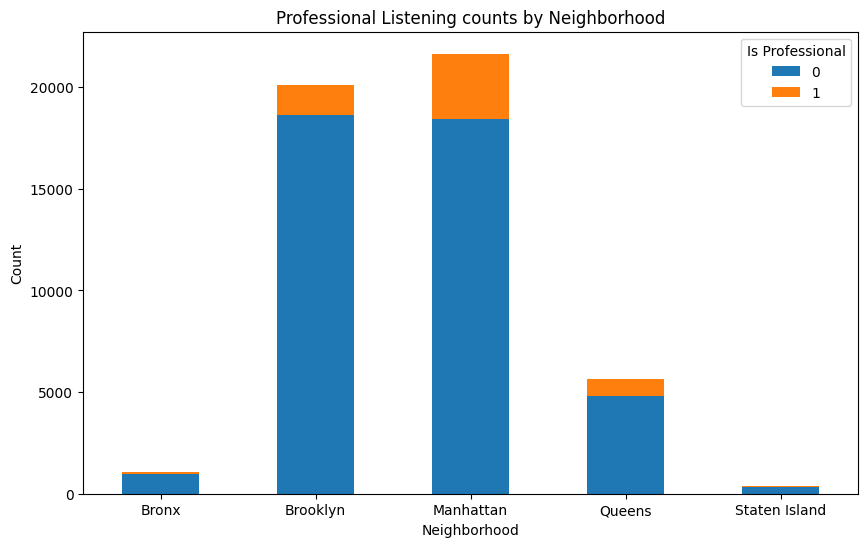 Professional Listening counts by Neighborhood
Is Professional
0
1
Count
20000
15000
10000
5000
0
Bronx Brooklyn Manhattan Queens Staten Island
Neighborhood